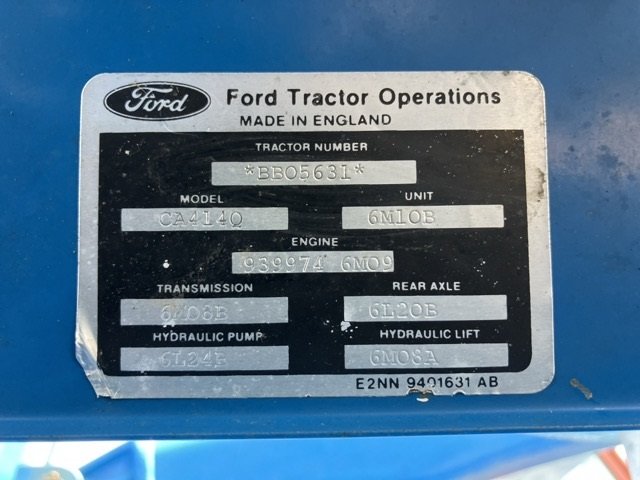 Ford Ford Tractor Operations
MADE IN ENGLAND
TRACTOR NUMBER
*BB05631*
MODEL UNIT
CA414Q 6M10B
ENGINE
939974 6M09
TRANSMISSION REAR AXLE
6L20B
HYDRAULIC PUMP HYDRAULIC LIFT
6L24B 6M08A
E2NN 9401631 AB